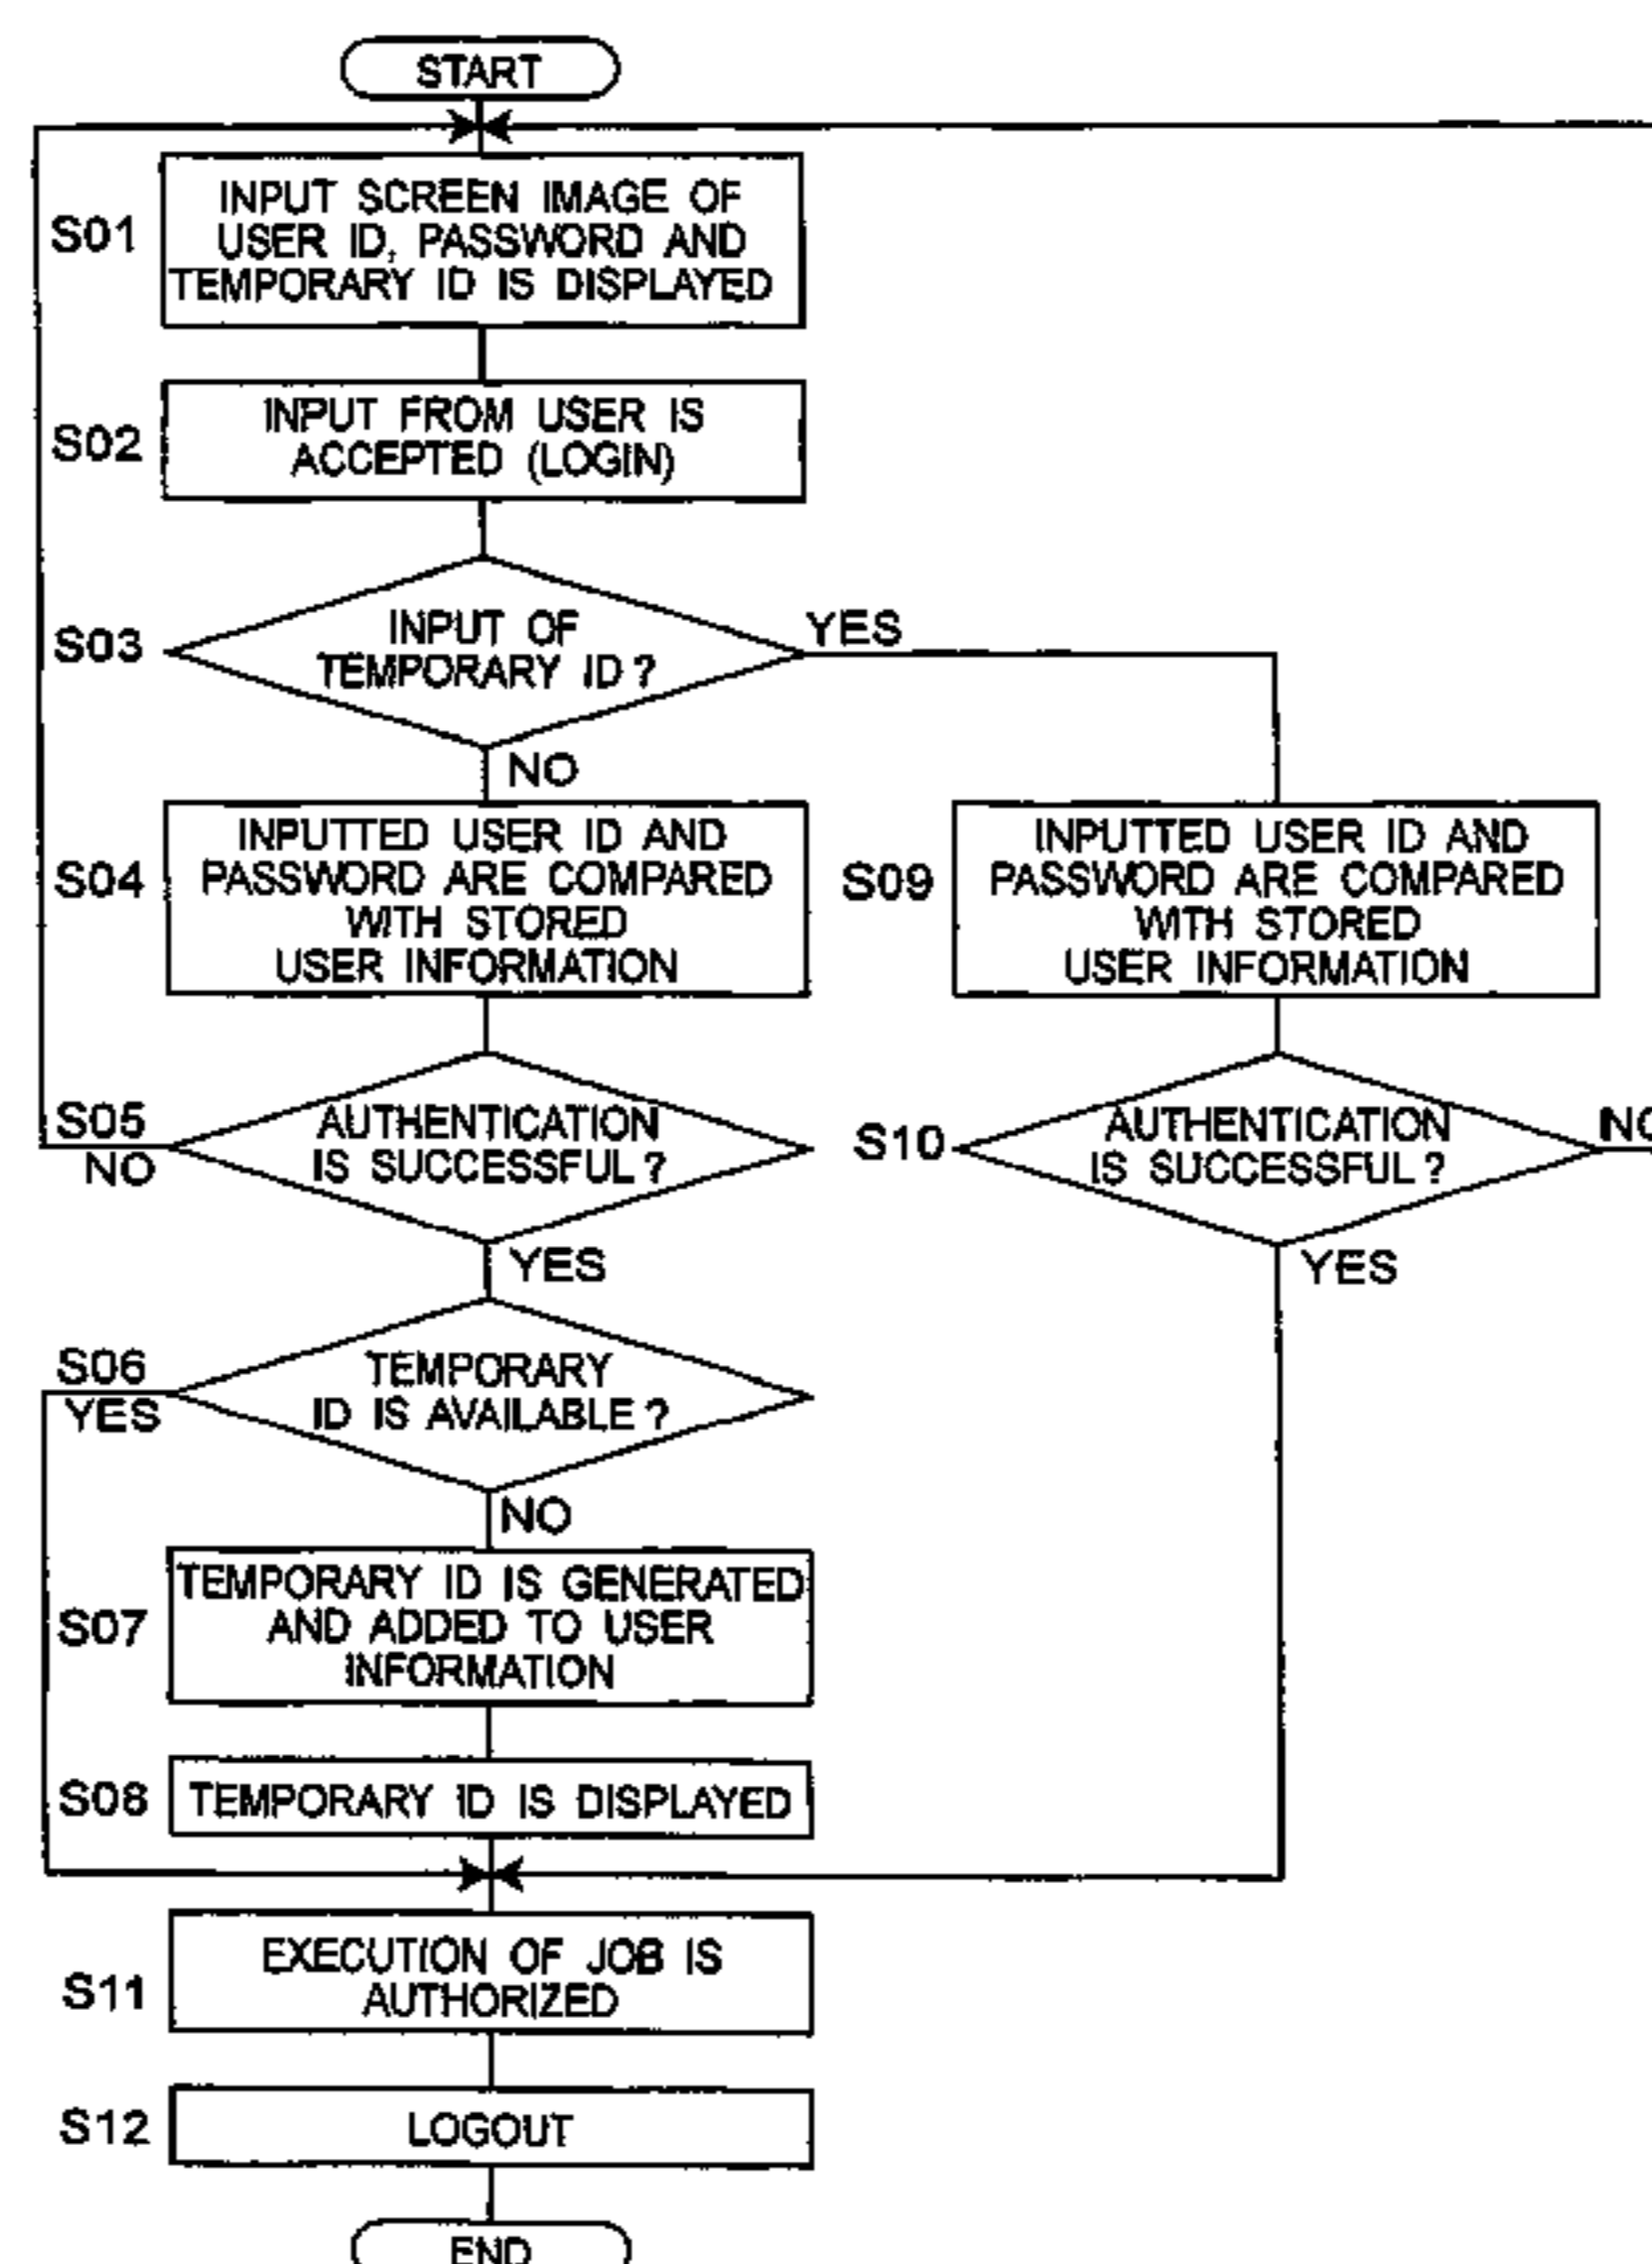 START
S01
INPUT SCREEN IMAGE OF
USER ID, PASSWORD AND
TEMPORARY ID IS DISPLAYED
S02
INPUT FROM USER IS
ACCEPTED (LOGIN)
S03
INPUT OF
TEMPORARY ID?
YES
NO
S04
INPUTTED USER ID AND
PASSWORD ARE COMPARED
WITH STORED
USER INFORMATION
S09
INPUTTED USER ID AND
PASSWORD ARE COMPARED
WITH STORED
USER INFORMATION
S05
NO
AUTHENTICATION
IS SUCCESSFUL?
YES
S10
AUTHENTICATION
IS SUCCESSFUL?
NO
YES
S06
YES
TEMPORARY
ID IS AVAILABLE?
NO
S07
TEMPORARY ID IS GENERATED
AND ADDED TO USER
INFORMATION
S08
TEMPORARY ID IS DISPLAYED
S11
EXECUTION OF JOB IS
AUTHORIZED
S12
LOGOUT
END